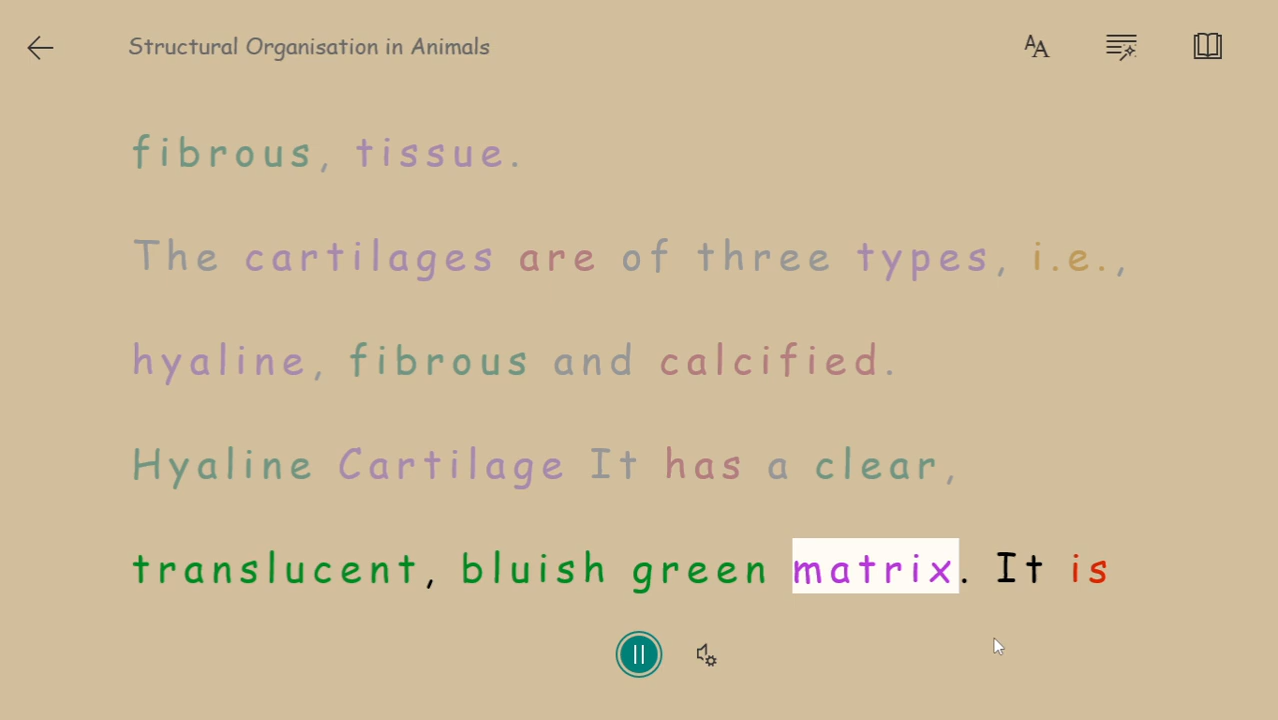 Structural Organisation in Animals
fibrous, tissue.
The cartilages are of three types, i.e.,
hyaline, fibrous and calcified.
Hyaline Cartilage It has a clear,
translucent, bluish green matrix. It is